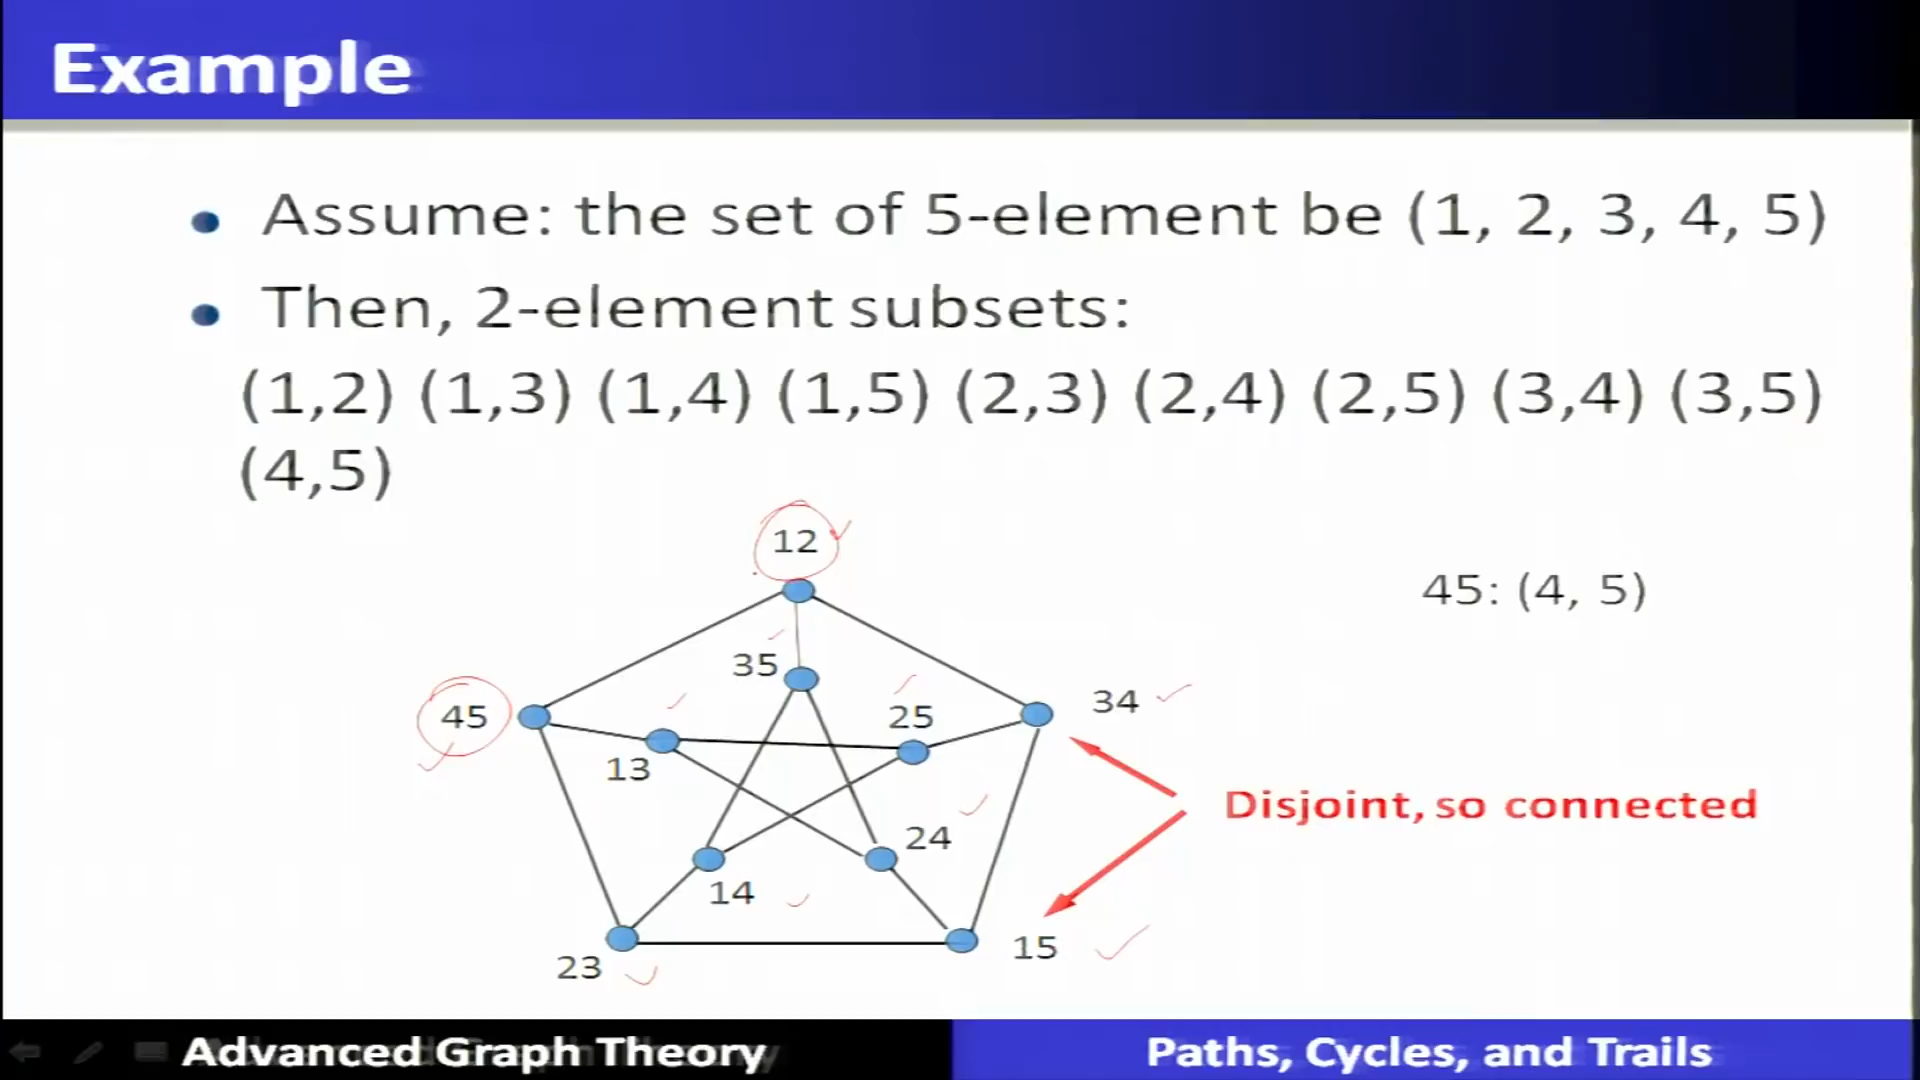 Example
Assume: the set of 5-element be (1, 2, 3, 4, 5)
Then, 2-element subsets:
(1,2) (1,3) (1,4) (1,5) (2,3) (2,4) (2,5) (3,4) (3,5)
(4,5)
12
45: (4, 5)
35
45
25
34
13
Disjoint, so connected
24
14
15
23
Advanced Graph Theory
Paths, Cycles, and Trails